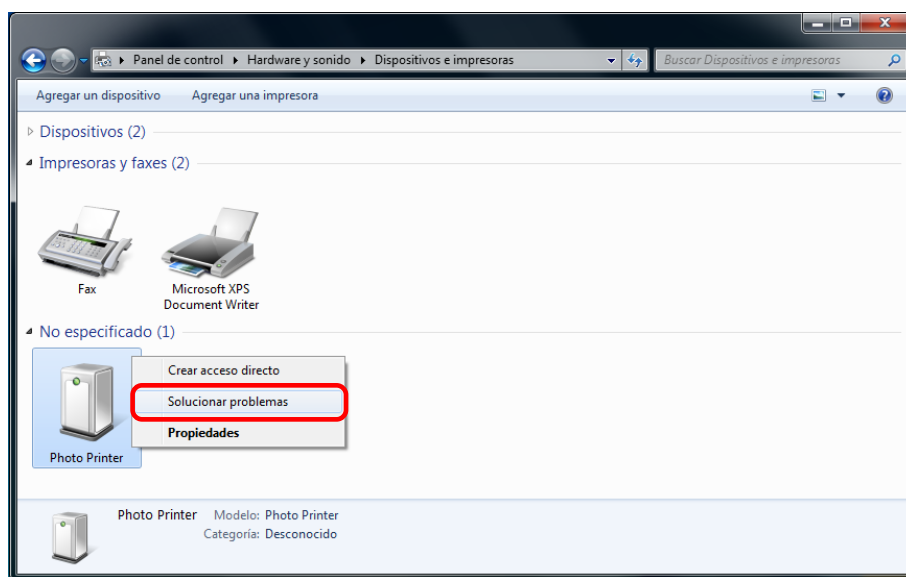 Panel de control Hardware y sonido Dispositivos e impresoras
Buscar Dispositivos e impresoras
Agregar un dispositivo Agregar una impresora
Dispositivos (2)
Impresoras y faxes (2)
Fax
Microsoft XPS
Document Writer
No especificado (1)
Crear acceso directo
Solucionar problemas
Propiedades
Photo Printer
Photo Printer Modelo: Photo Printer
Categoría: Desconocido